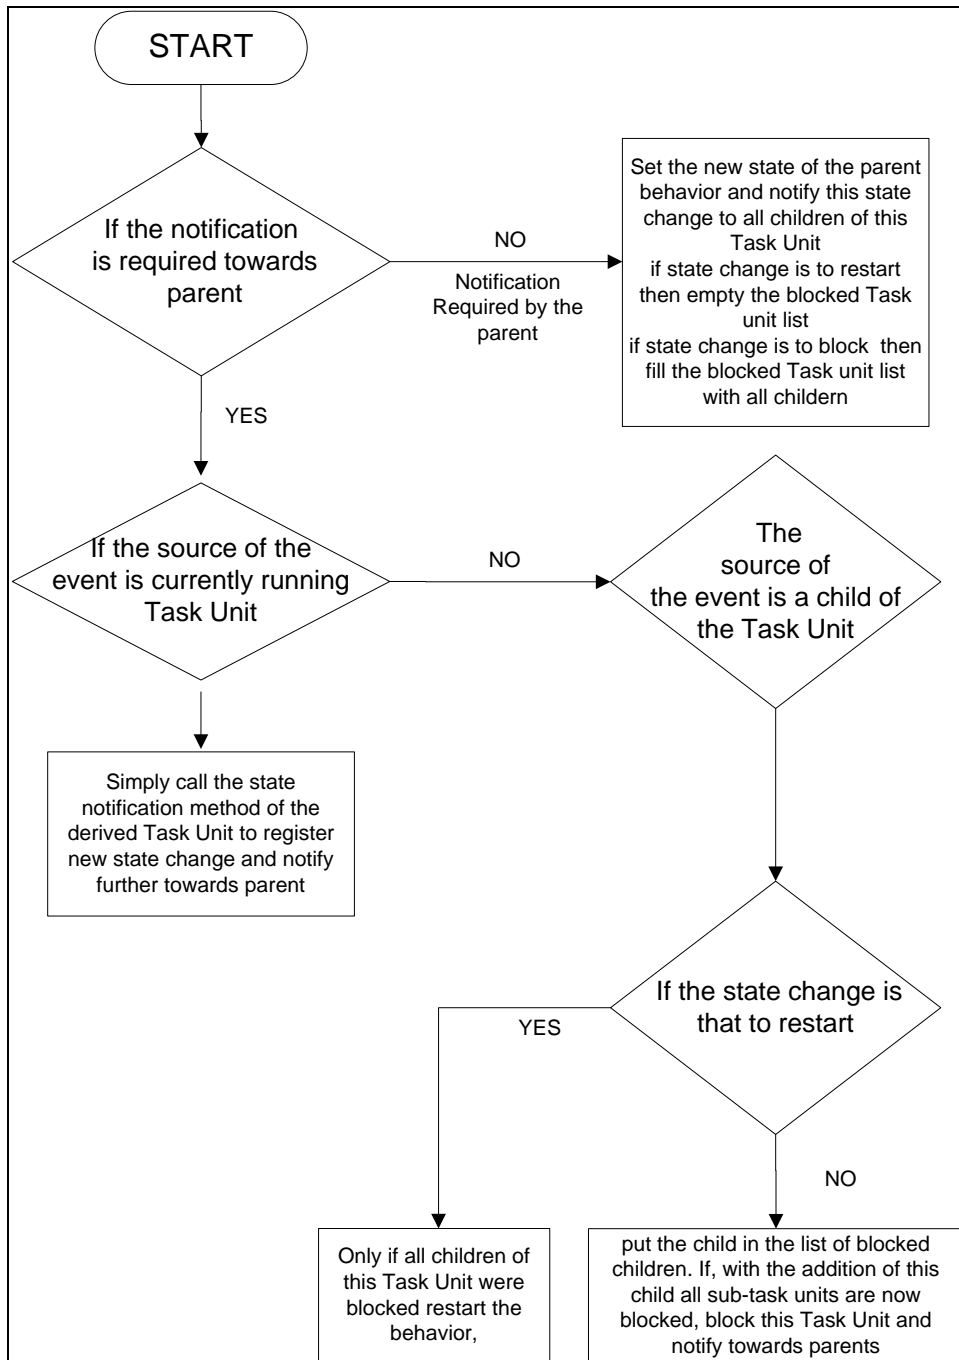 START
If the notification
is required towards
parent
NO
Notification
Required by the
parent
Set the new state of the parent
behavior and notify this state
change to all children of this
Task Unit
if state change is to restart
then empty the blocked Task
unit list
if state change is to block then
fill the blocked Task unit list
with all childern
YES
If the source of the
event is currently running
Task Unit
NO
The
source of
the event is a child of
the Task Unit
Simply call the state
notification method of the
derived Task Unit to register
new state change and notify
further towards parent
If the state change is
that to restart
YES
NO
Only if all children of
this Task Unit were
blocked restart the
behavior,
put the child in the list of blocked
children. If, with the addition of this
child all sub-task units are now
blocked, block this Task Unit and
notify towards parents